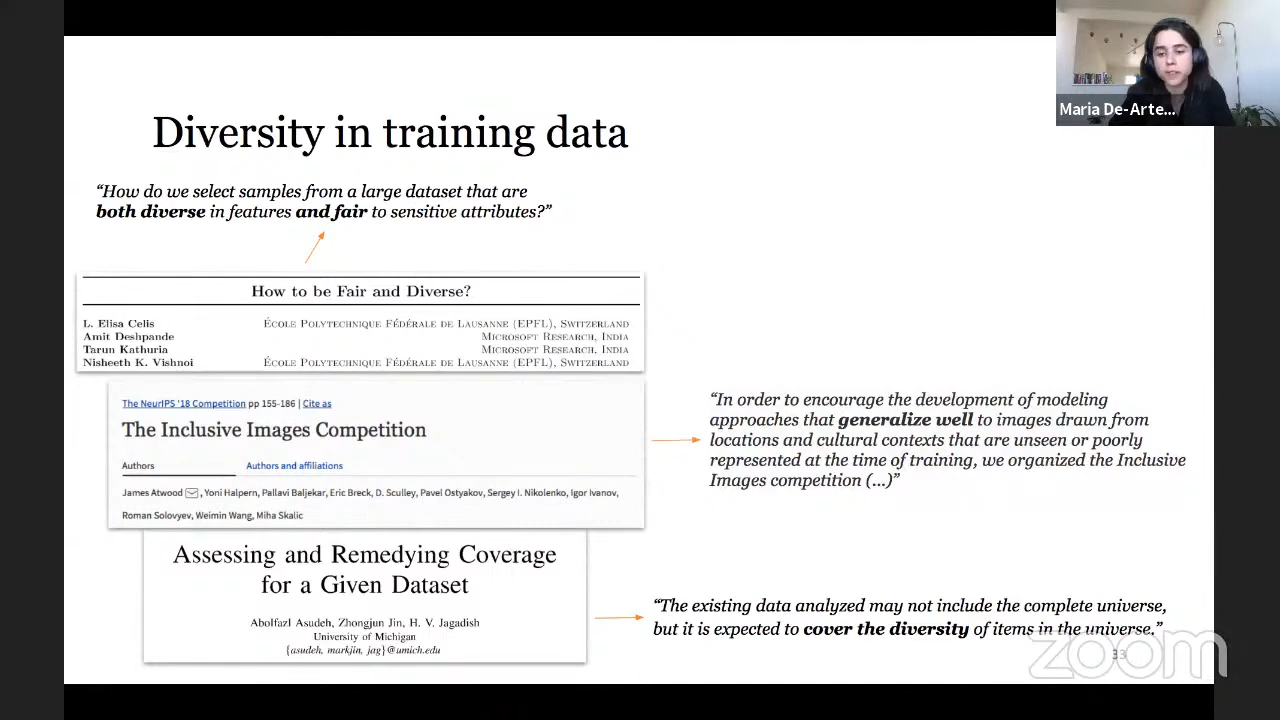 Maria De-Arte...
Diversity in training data
“How do we select samples from a large dataset that are
both diverse in features and fair to sensitive attributes?”
How to be Fair and Diverse?
L. Elisa Celis École Polytechnique Fédérale de Lausanne (EPFL), Switzerland
Amit Deshpande Microsoft Research, India
Tarun Kathuria Microsoft Research, India
Nisheeth K. Vishnoi École Polytechnique Fédérale de Lausanne (EPFL), Switzerland
The NeurIPS '18 Competition pp 155-186 | Cite as
The Inclusive Images Competition
Authors Authors and affiliations
James Atwood, Yoni Halpern, Pallavi Baljekar, Eric Breck, D. Sculley, Pavel Ostyakov, Sergey I. Nikolenko, Igor Ivanov,
Roman Solovyev, Weimin Wang, Miha Skalic
“In order to encourage the development of modeling
approaches that generalize well to images drawn from
locations and cultural contexts that are unseen or poorly
represented at the time of training, we organized the Inclusive
Images competition (...)”
Assessing and Remedying Coverage
for a Given Dataset
Abolfazl Asudeh, Zhongjun Jin, H. V. Jagadish
University of Michigan
{asudeh, markjin, jag}@umich.edu
“The existing data analyzed may not include the complete universe,
but it is expected to cover the diversity of items in the universe.”
33
zoom